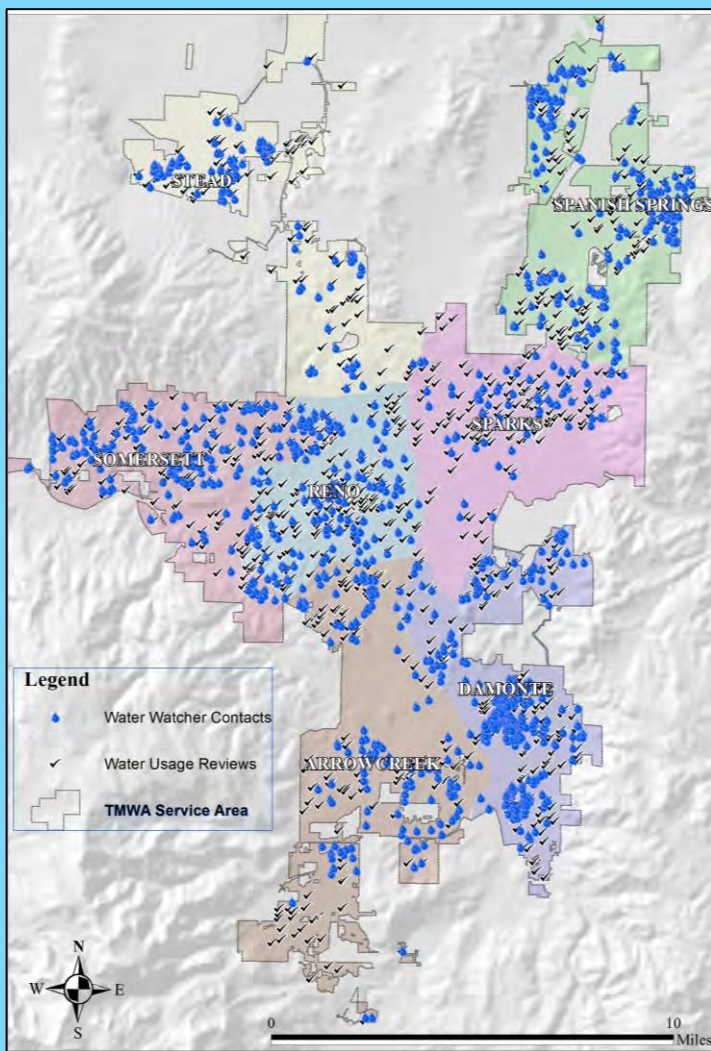 STEAD
SPANISH SPRINGS
SPARKS
SOMERSETT
RENO
DAMONTE
ARROWCREEK
Legend
Water Watcher Contacts
Water Usage Reviews
TMWA Service Area
N
W E
S
0 10
Miles